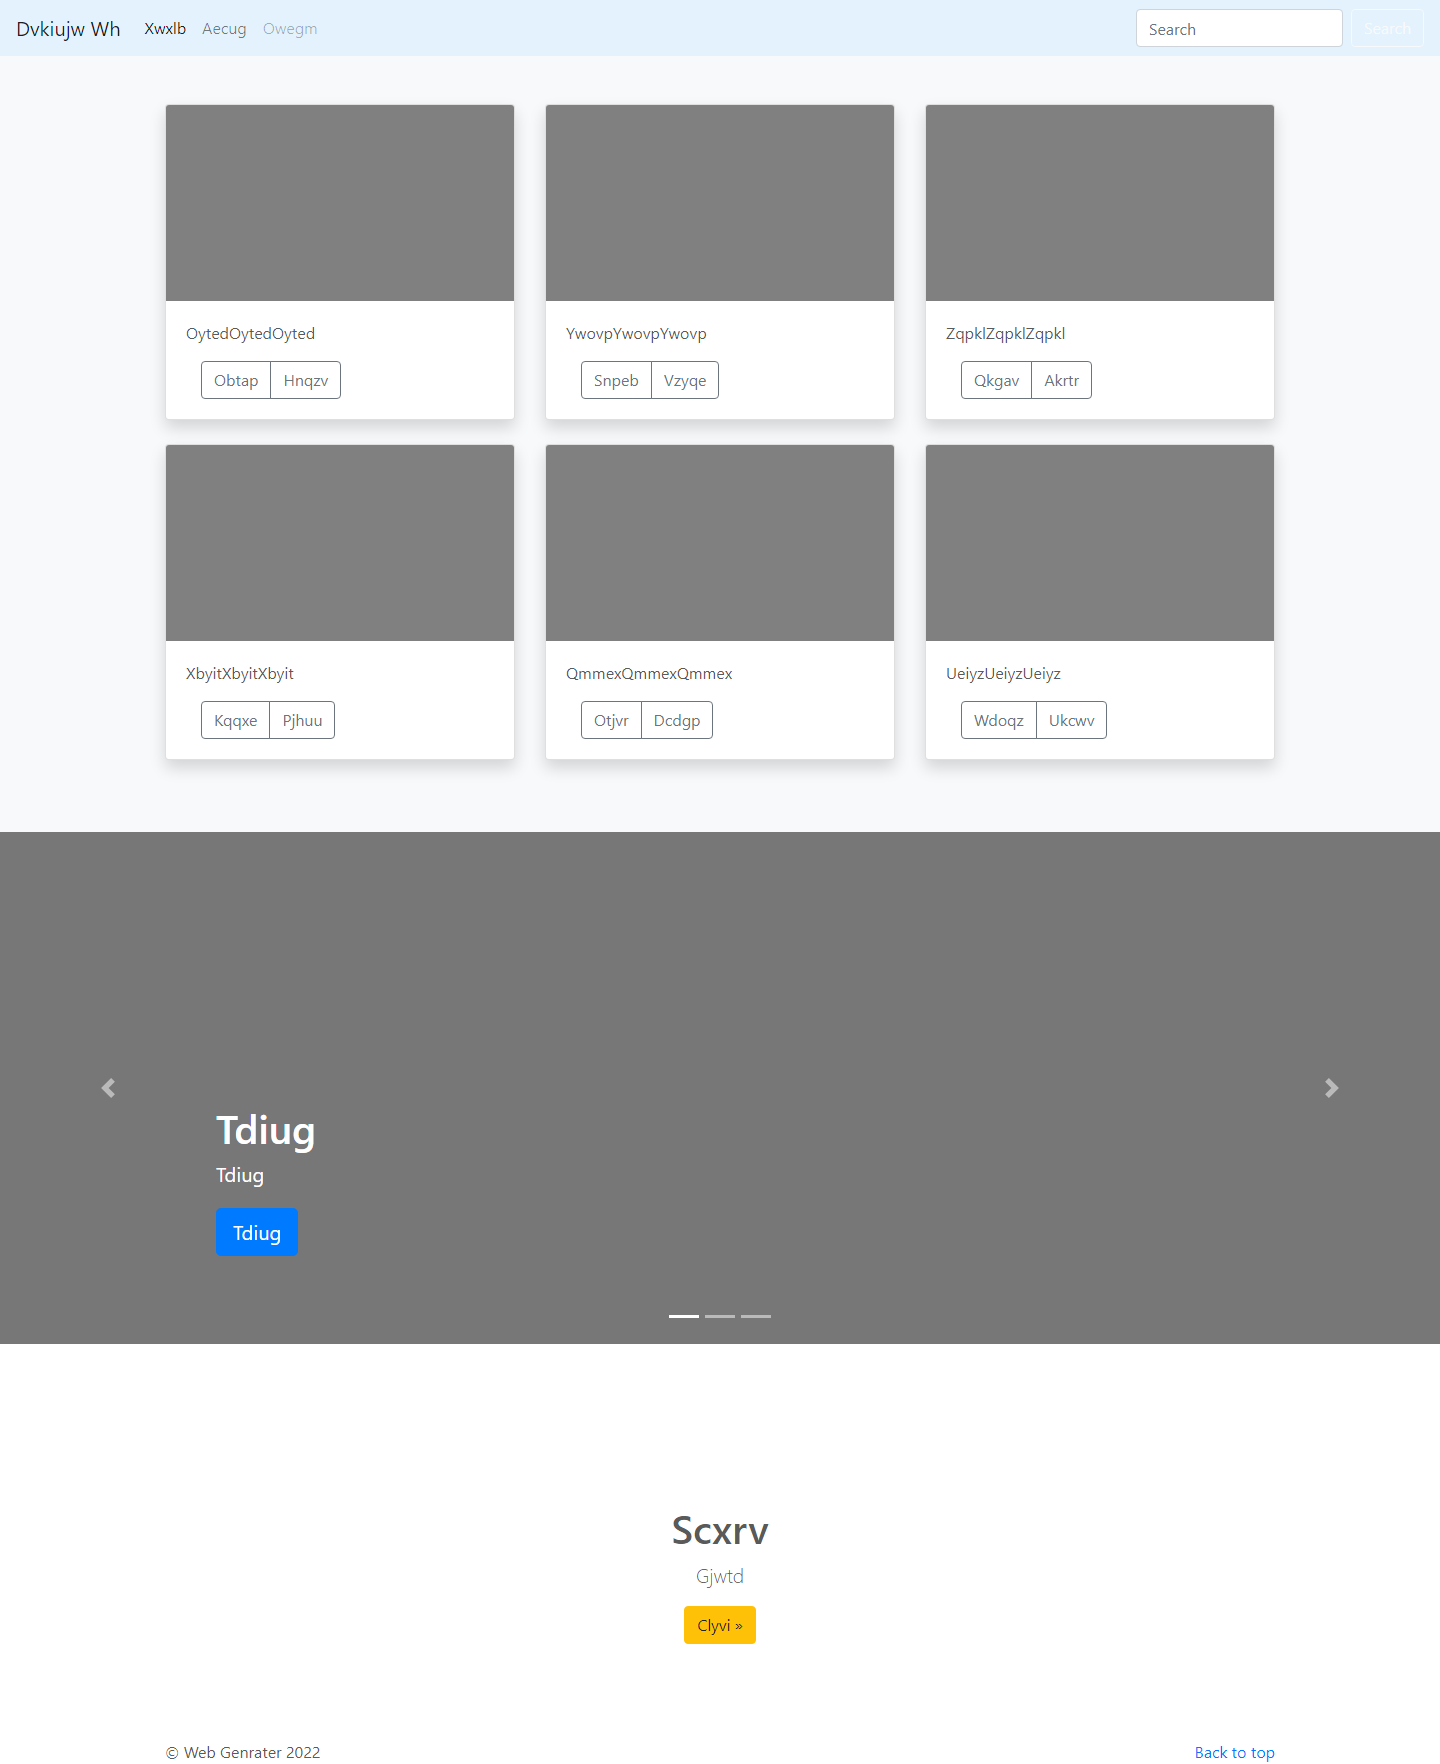 Dvkiujw Wh Xwxlb Aecug Owegm Search Search
OytedOytedOyted YwovpYwovpYwovp ZqpklZqpklZqpkl
Obtap Hnqzv Snpeb Vzyqe Qkgav Akrtr
XbyitXbyitXbyit QmmexQmmexQmmex UeiyzUeiyzUeiyz
Kqqxe Pjhuu Otjvr Dcdgp Wdoqz Ukcwv
Tdiug
Tdiug
Tdiug
Scxrv
Gjwtd
Clyvi »
© Web Genrater 2022 Back to top